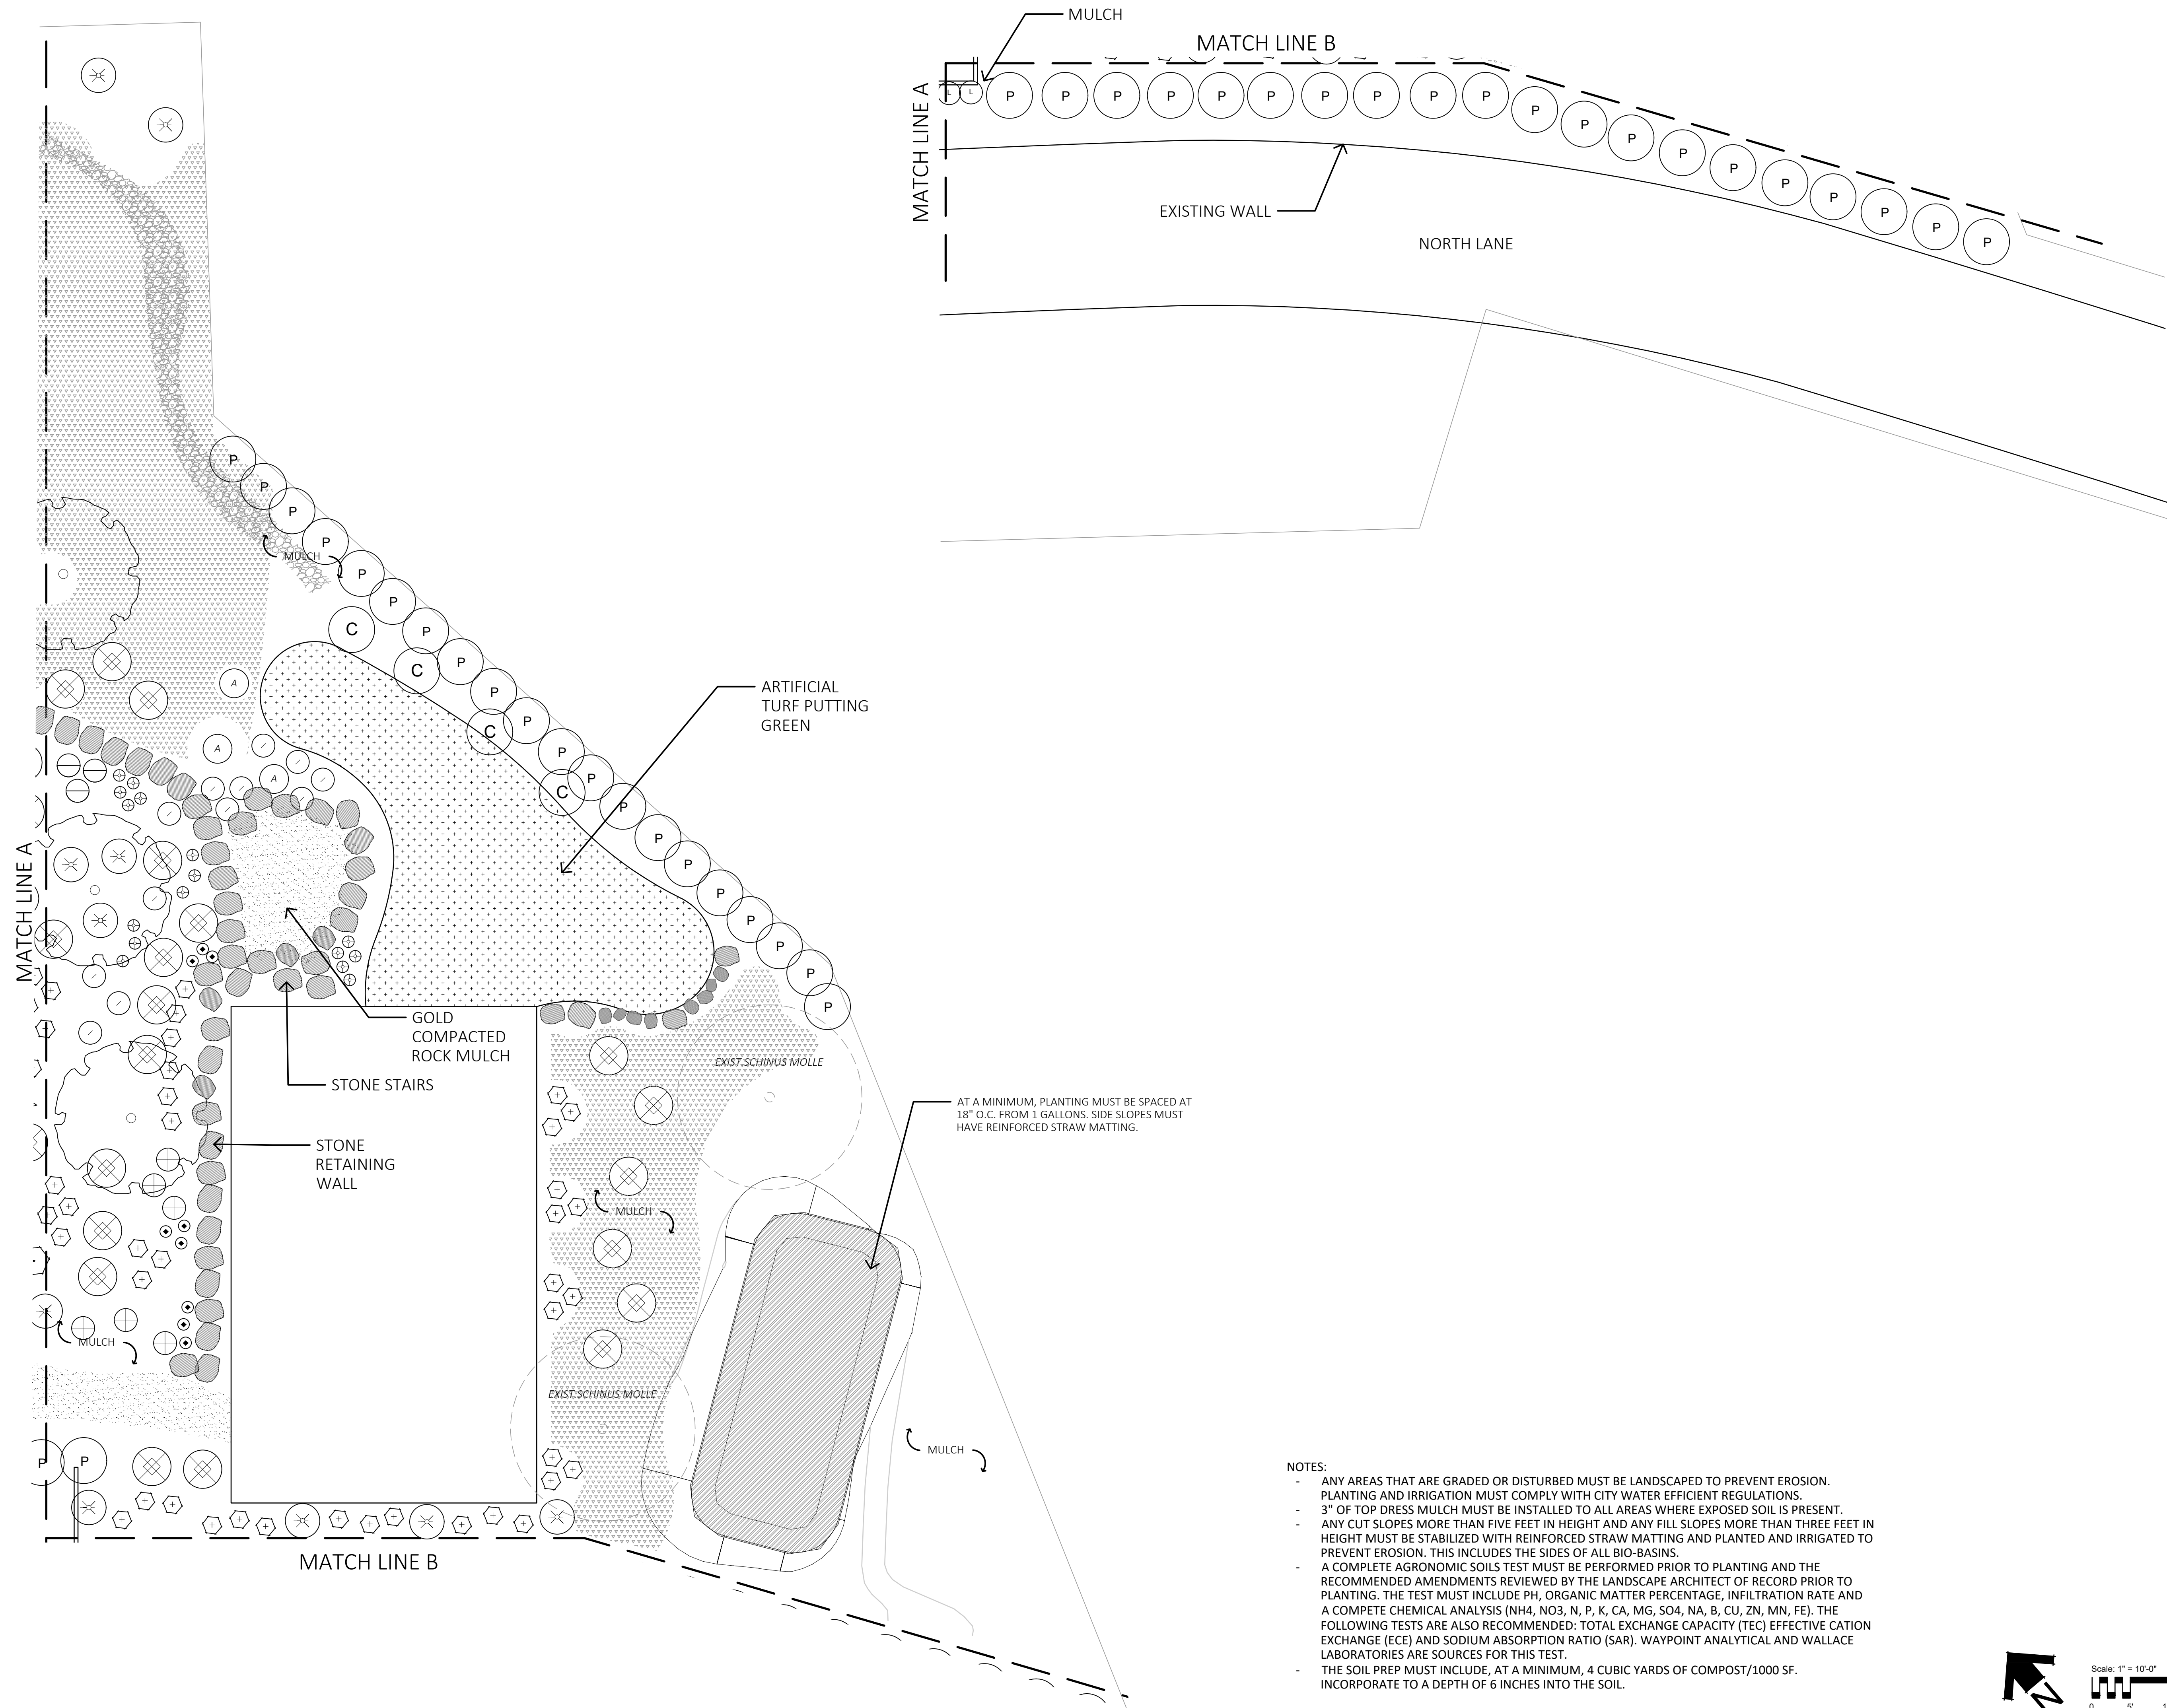 MULCH
MATCH LINE B
MATCH LINE A
L L P P P P P P P P P P P P P P P P P P P P
EXISTING WALL
NORTH LANE
P
P
P
P
MULCH
P
P
C
P
C
P
P
A
ARTIFICIAL
TURF PUTTING
GREEN
P
C
A
P
A
P
C
P
P
MATCH LINE A
P
P
P
P
P
P
GOLD
COMPACTED
ROCK MULCH
EXIST. SCHINUS MOLLE
STONE STAIRS
AT A MINIMUM, PLANTING MUST BE SPACED AT
18" O.C. FROM 1 GALLONS. SIDE SLOPES MUST
HAVE REINFORCED STRAW MATTING.
STONE
RETAINING
WALL
MULCH
MULCH
EXIST. SCHINUS MOLLE
MULCH
P P
MATCH LINE B
NOTES:
- ANY AREAS THAT ARE GRADED OR DISTURBED MUST BE LANDSCAPED TO PREVENT EROSION.
PLANTING AND IRRIGATION MUST COMPLY WITH CITY WATER EFFICIENT REGULATIONS.
- 3" OF TOP DRESS MULCH MUST BE INSTALLED TO ALL AREAS WHERE EXPOSED SOIL IS PRESENT.
- ANY CUT SLOPES MORE THAN FIVE FEET IN HEIGHT AND ANY FILL SLOPES MORE THAN THREE FEET IN
HEIGHT MUST BE STABILIZED WITH REINFORCED STRAW MATTING AND PLANTED AND IRRIGATED TO
PREVENT EROSION. THIS INCLUDES THE SIDES OF ALL BIO-BASINS.
- A COMPLETE AGRONOMIC SOILS TEST MUST BE PERFORMED PRIOR TO PLANTING AND THE
RECOMMENDED AMENDMENTS REVIEWED BY THE LANDSCAPE ARCHITECT OF RECORD PRIOR TO
PLANTING. THE TEST MUST INCLUDE PH, ORGANIC MATTER PERCENTAGE, INFILTRATION RATE AND
A COMPETE CHEMICAL ANALYSIS (NH4, NO3, N, P, K, CA, MG, SO4, NA, B, CU, ZN, MN, FE). THE
FOLLOWING TESTS ARE ALSO RECOMMENDED: TOTAL EXCHANGE CAPACITY (TEC) EFFECTIVE CATION
EXCHANGE (ECE) AND SODIUM ABSORPTION RATIO (SAR). WAYPOINT ANALYTICAL AND WALLACE
LABORATORIES ARE SOURCES FOR THIS TEST.
- THE SOIL PREP MUST INCLUDE, AT A MINIMUM, 4 CUBIC YARDS OF COMPOST/1000 SF.
INCORPORATE TO A DEPTH OF 6 INCHES INTO THE SOIL.
N
Scale: 1" = 10'-0"
0 5'